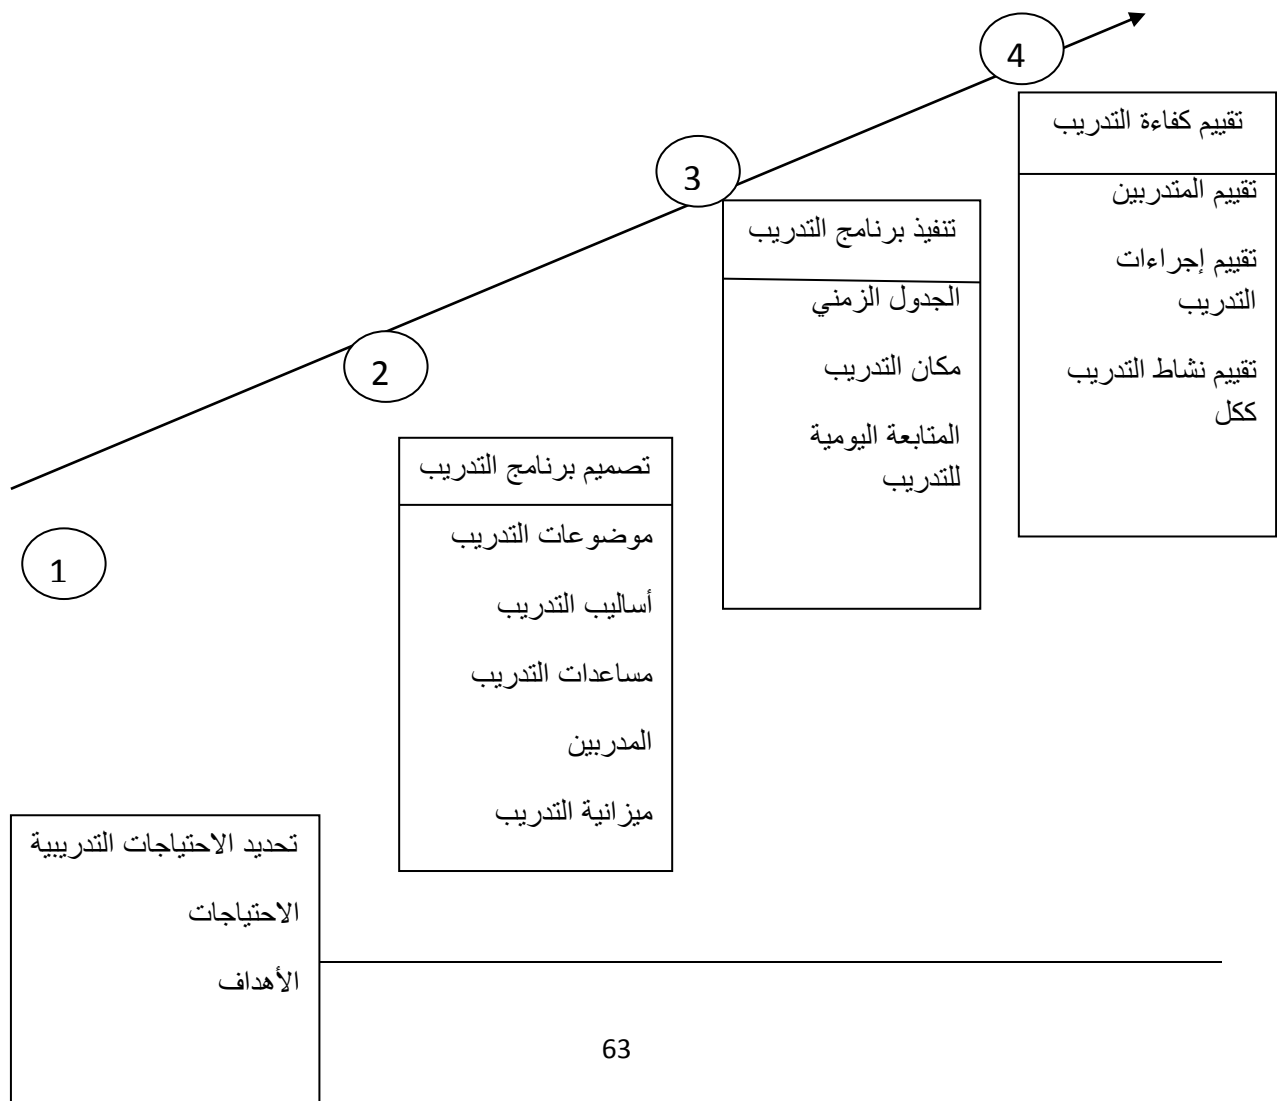 1
تحديد الاحتياجات التدريبية
الاحتياجات
الأهداف
2
تصميم برنامج التدريب
موضوعات التدريب
أساليب التدريب
مساعدات التدريب
المدربين
ميزانية التدريب
3
تنفيذ برنامج التدريب
الجدول الزمني
مكان التدريب
المتابعة اليومية
للتدريب
4
تقييم كفاءة التدريب
تقييم المتدربين
تقييم إجراءات
التدريب
تقييم نشاط التدريب
ككل
63